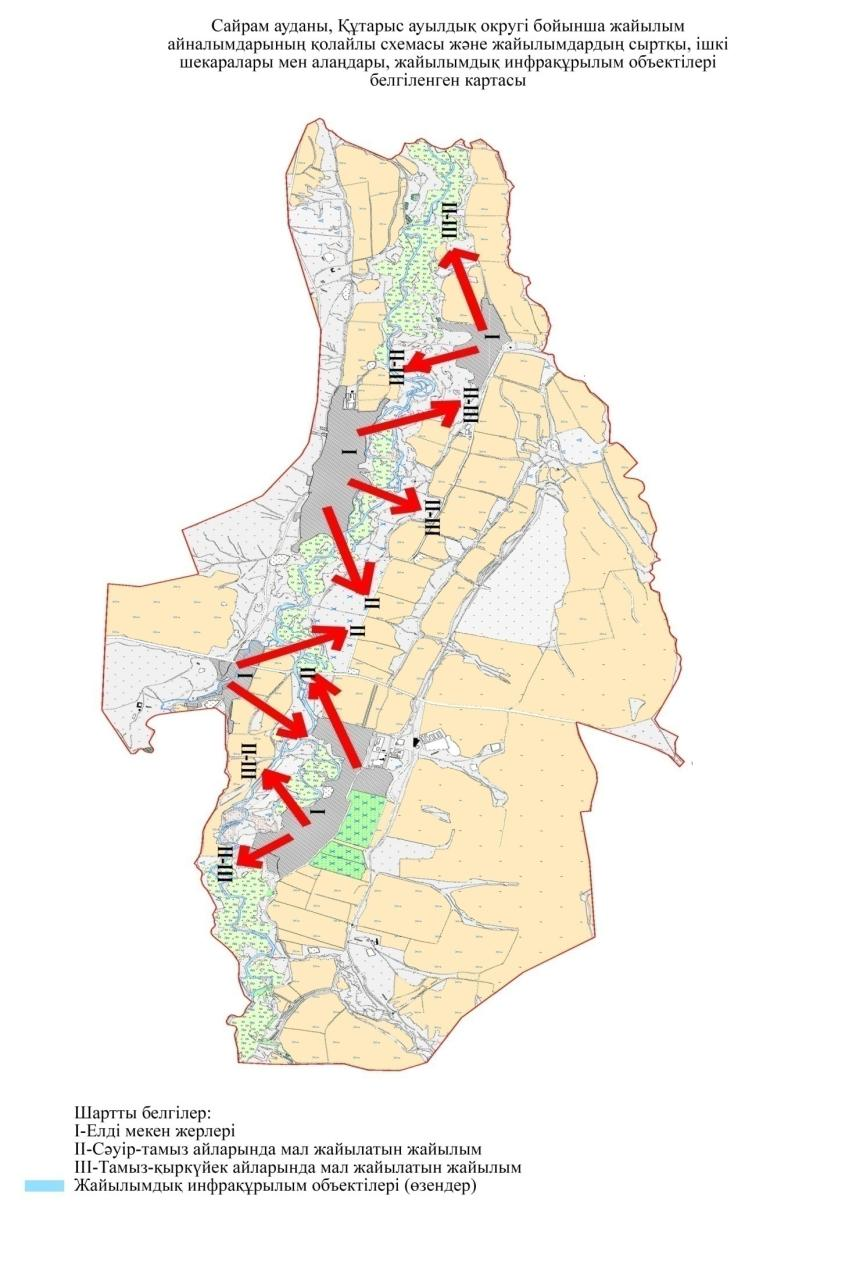 Сайрам ауданы, Құтарыс ауылдық округі бойынша жайылым
айналымдарының қолайлы схемасы және жайылымдардың сыртқы, ішкі
шекаралары мен алаңдары, жайылымдық инфрақұрылым объектілері
белгіленген картасы
III-II
I
III-II
III-II
I
III-II
II
II
I
II
III-II
I
III-II
Шартты белгілер:
I-Елді мекен жерлері
II-Сәуір-тамыз айларында мал жайылатын жайылым
III-Тамыз-қыркүйек айларында мал жайылатын жайылым
Жайылымдық инфрақұрылым объектілері (өзендер)